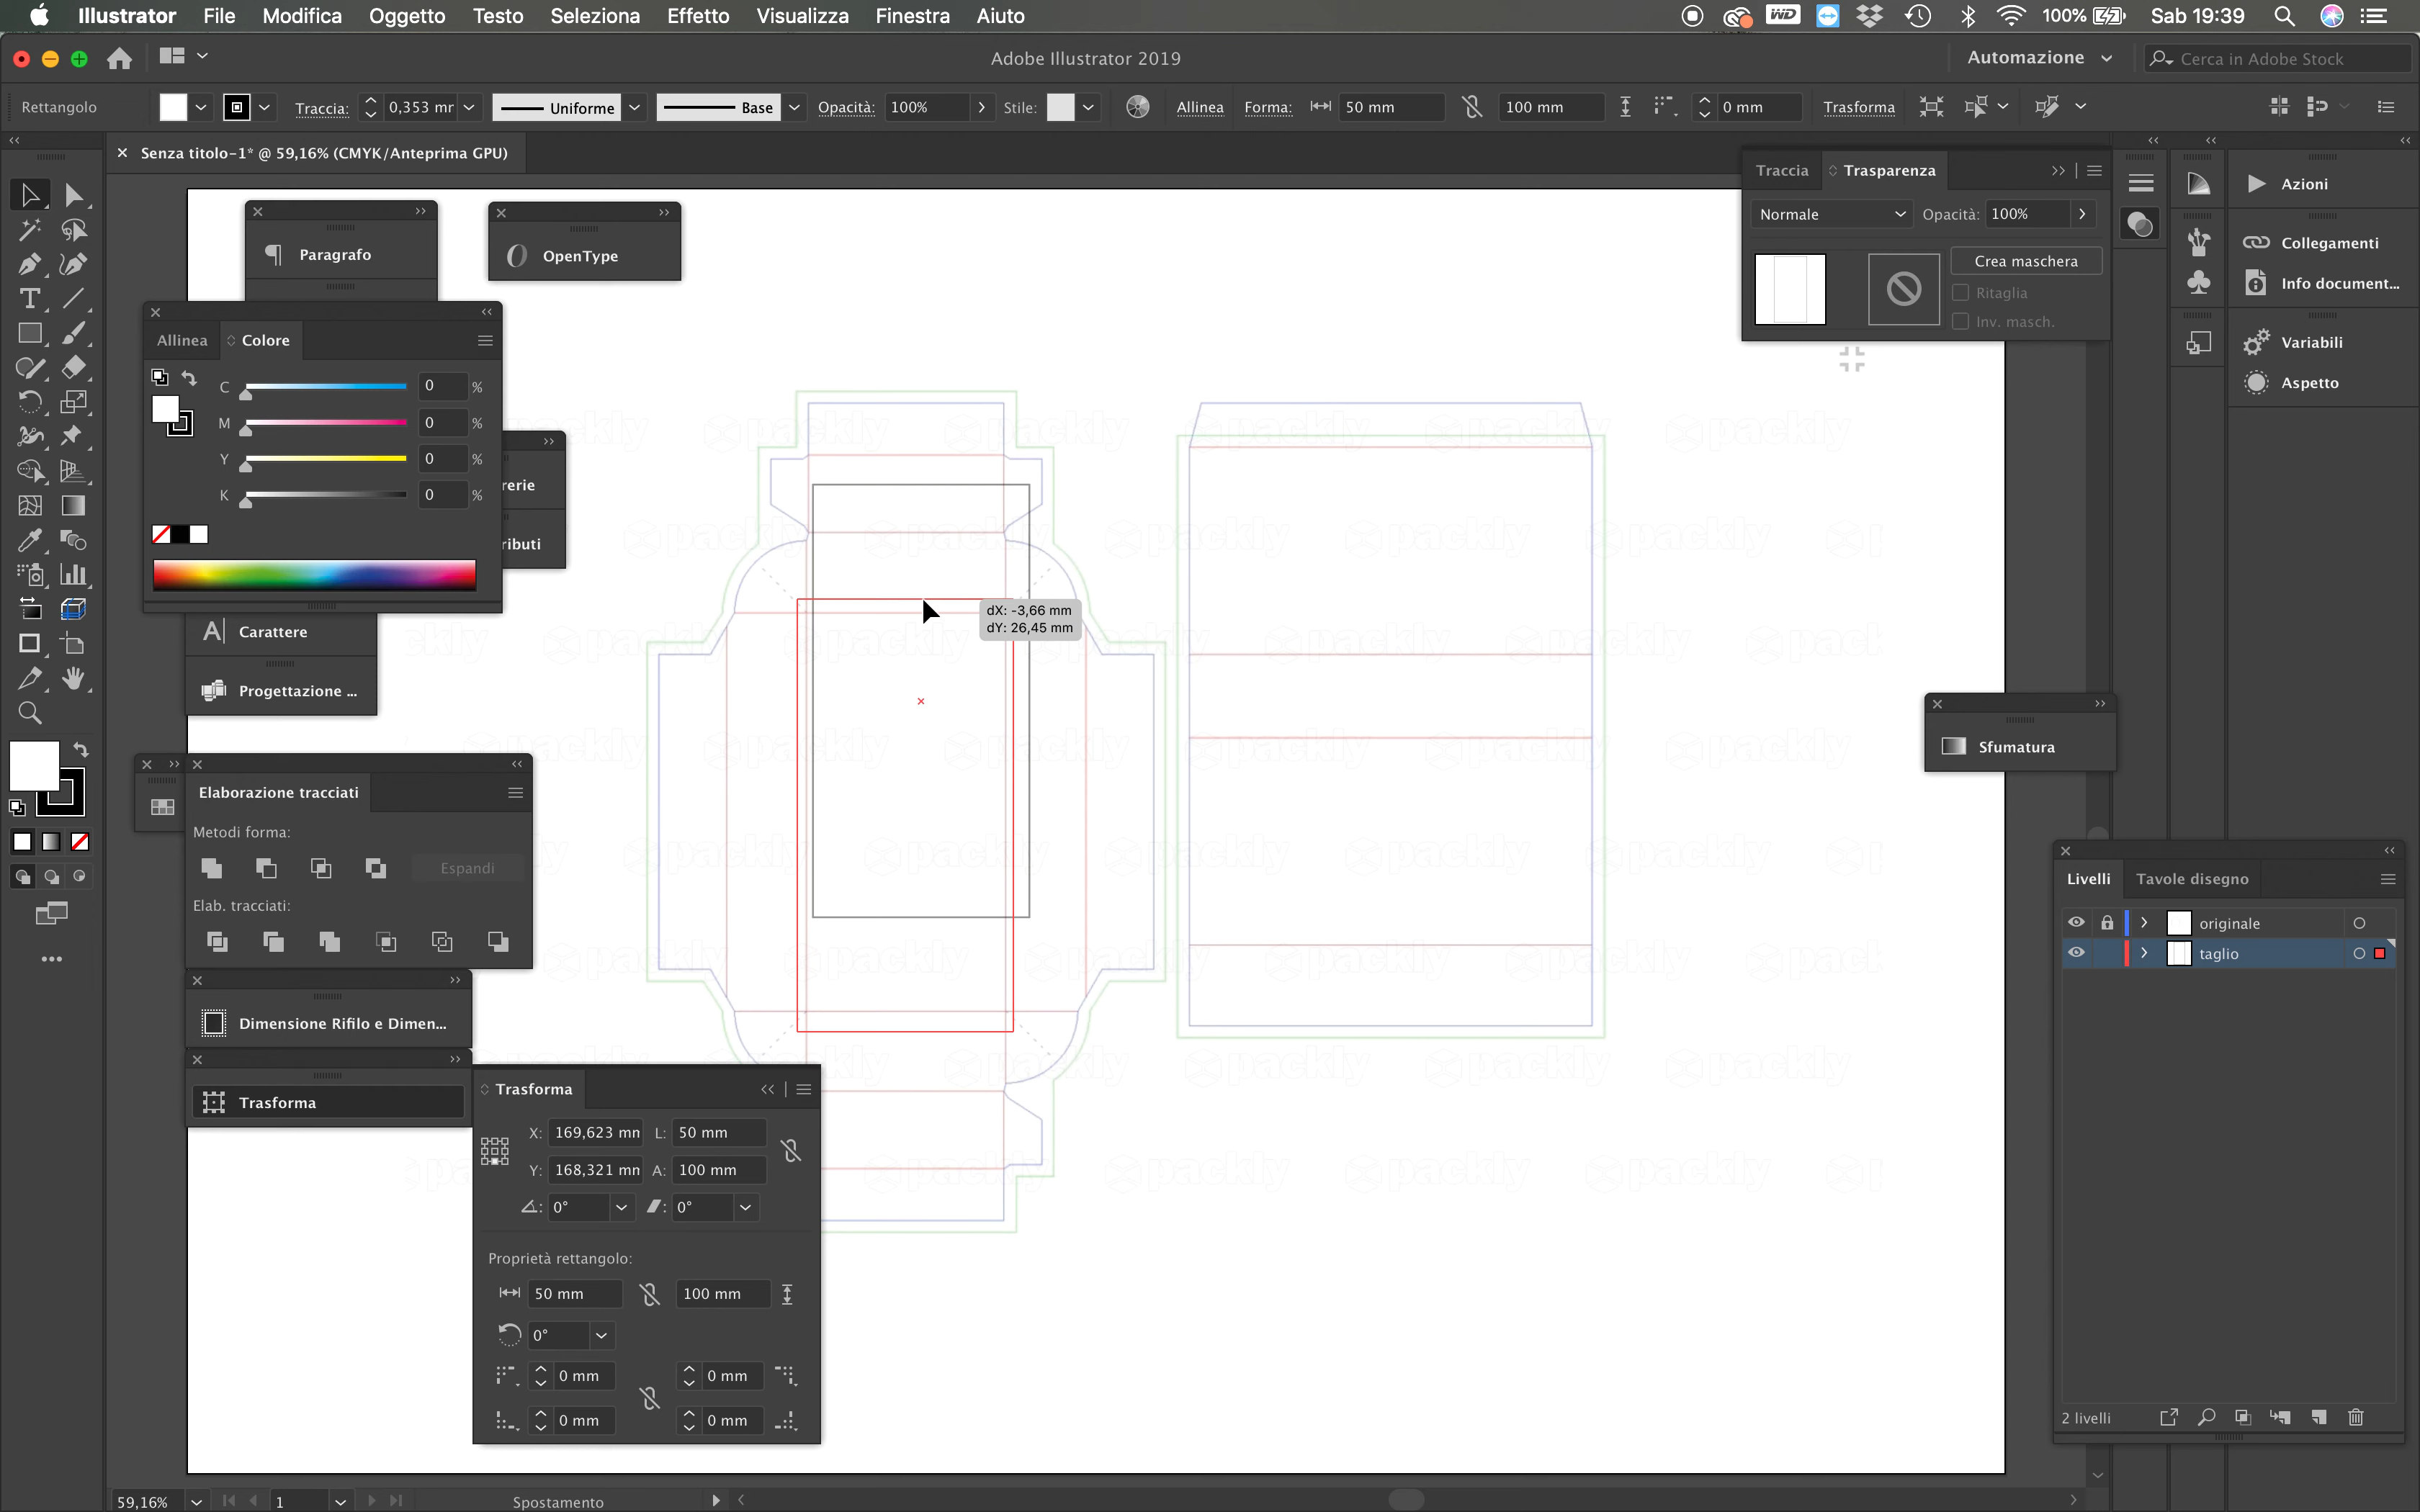 Illustrator File Modifica Oggetto Testo Seleziona Effetto Visualizza Finestra Aiuto
WD 100% Sab 19:39
Adobe Illustrator 2019
Automazione
Cerca in Adobe Stock
Rettangolo
Traccia: 0,353 mr
Uniforme
Base
Opacità: 100%
Stile:
Allinea
Forma: 50 mm 100 mm 0 mm
Trasforma
Senza titolo-1* @ 59,16% (CMYK/Anteprima GPU)
Paragrafo
OpenType
Allinea Colore
C 0 %
M 0 %
Y 0 %
K 0 %
rerie
ributi
Carattere
Progettazione ...
Elaborazione tracciati
Metodi forma:
Espandi
Elab. tracciati:
Dimensione Rifilo e Dimen...
Trasforma
Trasforma
X: 169,623 mn L: 50 mm
Y: 168,321 mn A: 100 mm
0° 0°
Proprietà rettangolo:
50 mm 100 mm
0°
0 mm 0 mm
0 mm 0 mm
dX: -3,66 mm
dY: 26,45 mm
packly
Traccia Trasparenza
Normale Opacità: 100%
Crea maschera
Ritaglia
Inv. masch.
Azioni
Collegamenti
Info document...
Variabili
Aspetto
Sfumatura
Livelli Tavole disegno
originale
taglio
2 livelli
59,16% 1 Spostamento